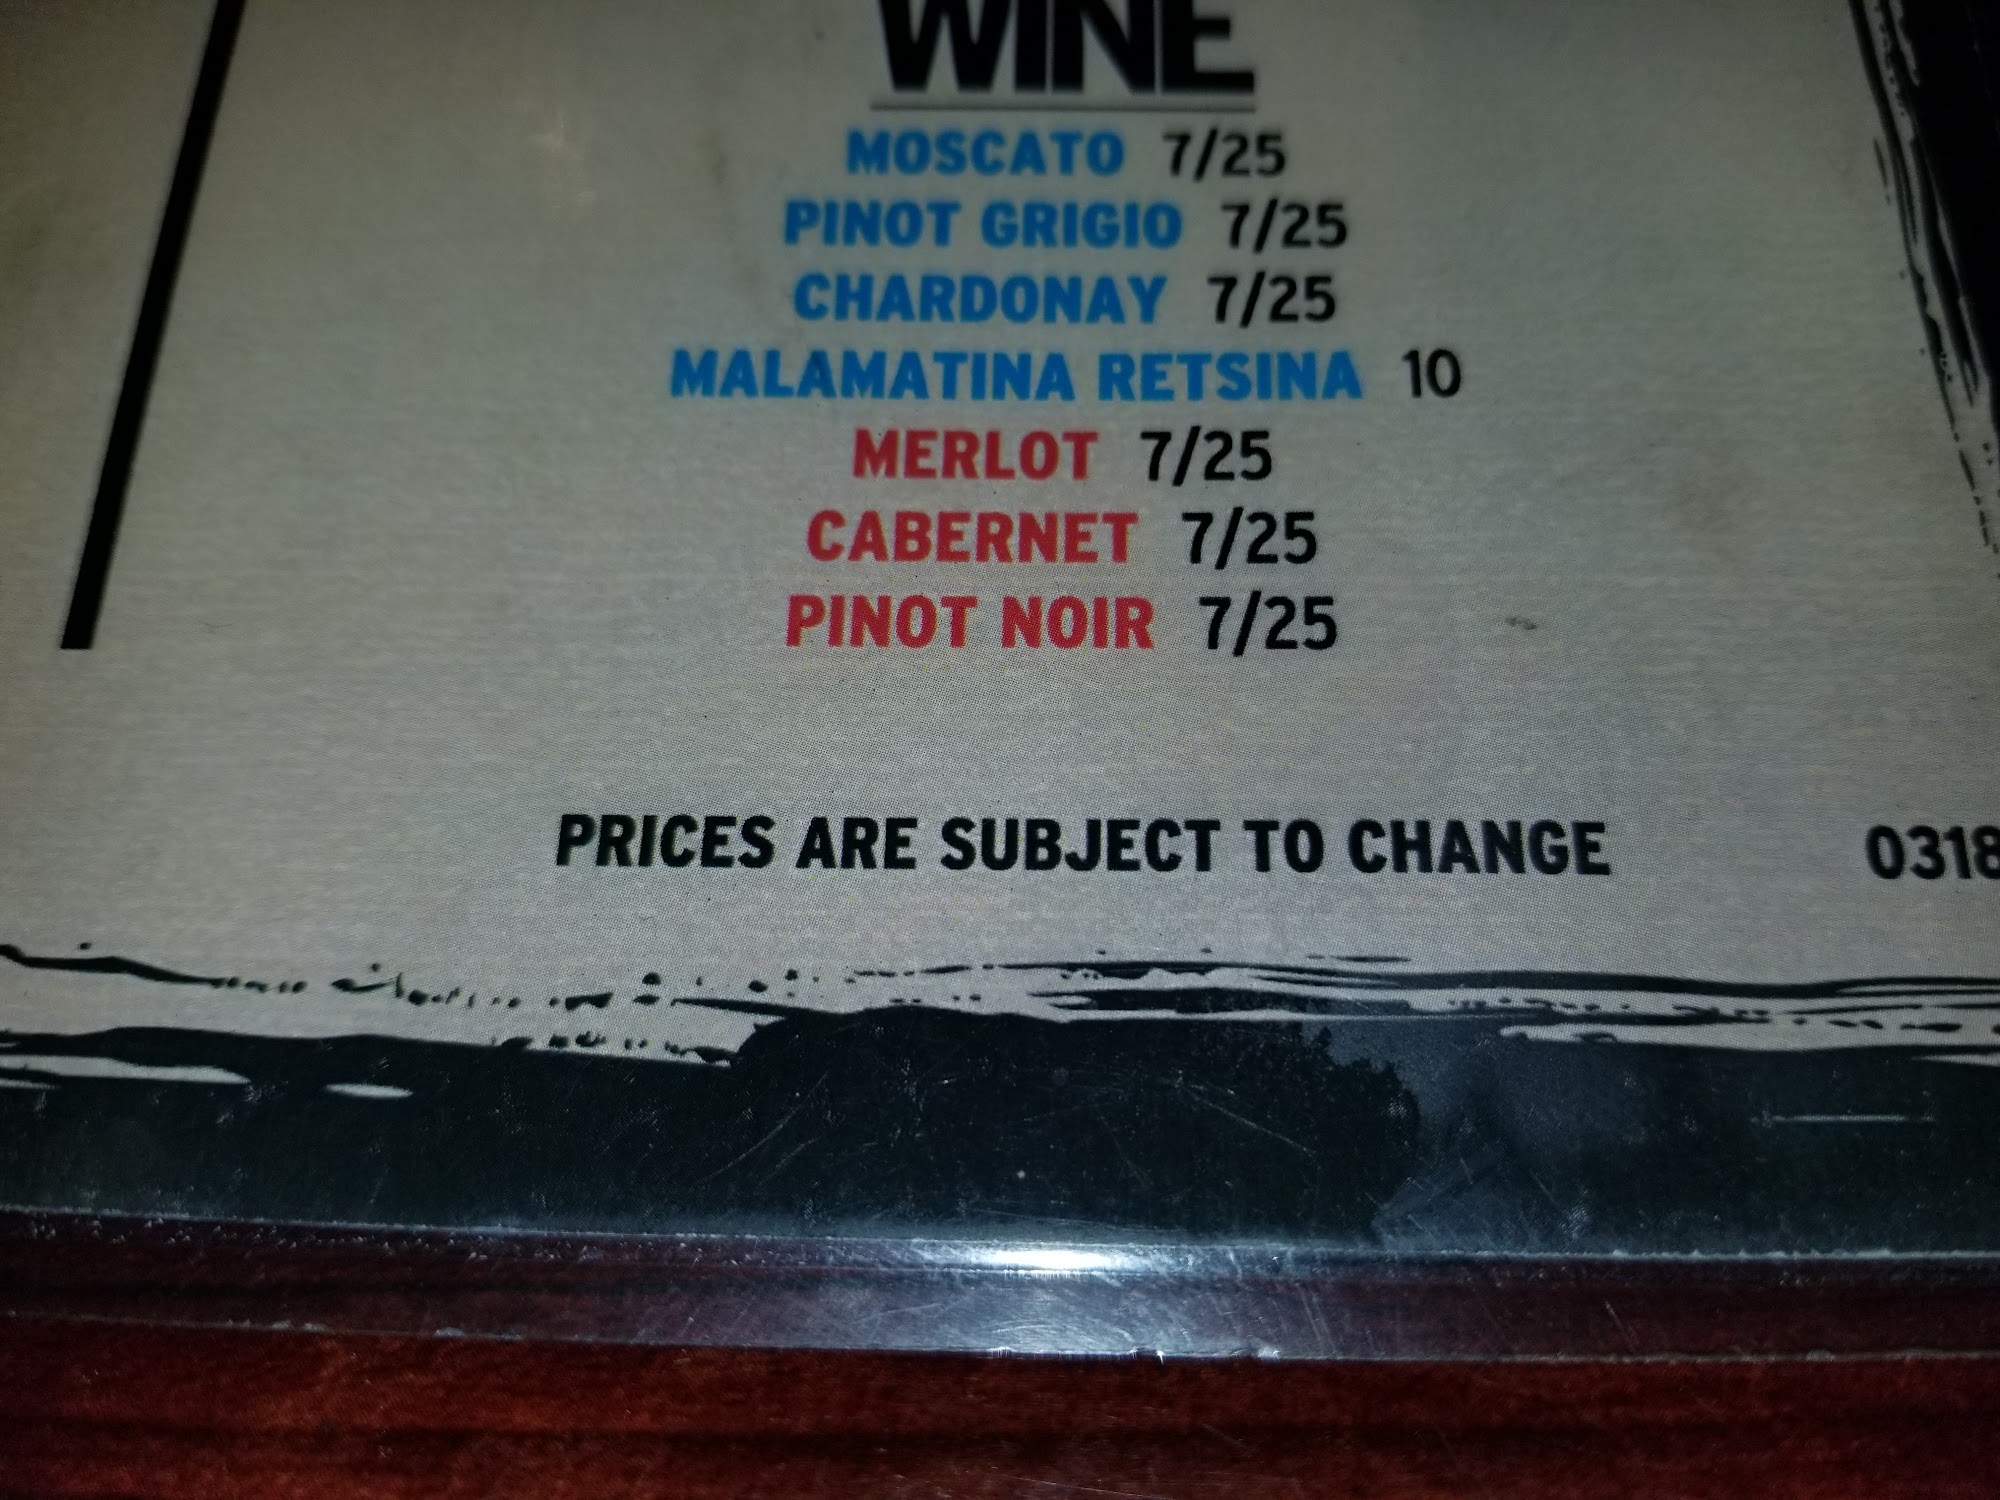 WINE
MOSCATO 7/25
PINOT GRIGIO 7/25
CHARDONAY 7/25
MALAMATINA RETSINA 10
MERLOT 7/25
CABERNET 7/25
PINOT NOIR 7/25
PRICES ARE SUBJECT TO CHANGE 0318